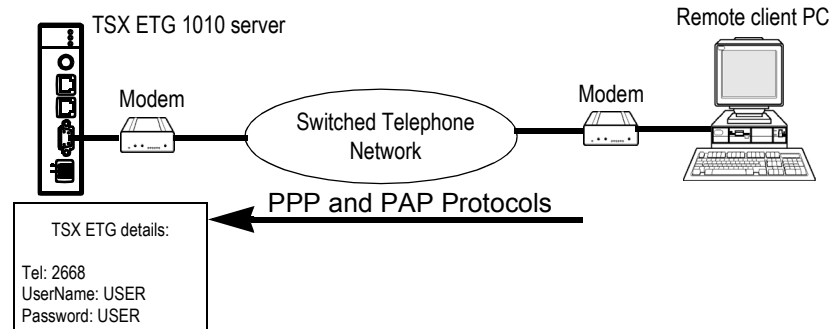 TSX ETG 1010 server
Remote client PC
Modem
Modem
Switched Telephone
Network
PPP and PAP Protocols
TSX ETG details:
Tel: 2668
UserName: USER
Password: USER